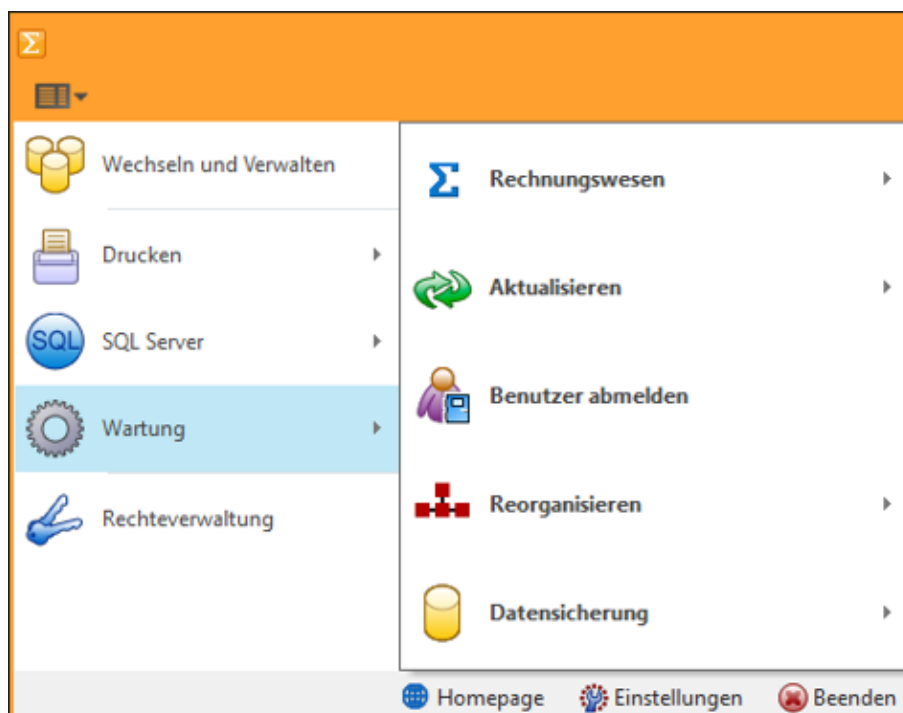 Σ
Wechseln und Verwalten
Drucken
SQL SQL Server
Wartung
Rechteverwaltung
Σ Rechnungswesen
Aktualisieren
Benutzer abmelden
Reorganisieren
Datensicherung
Homepage Einstellungen Beenden